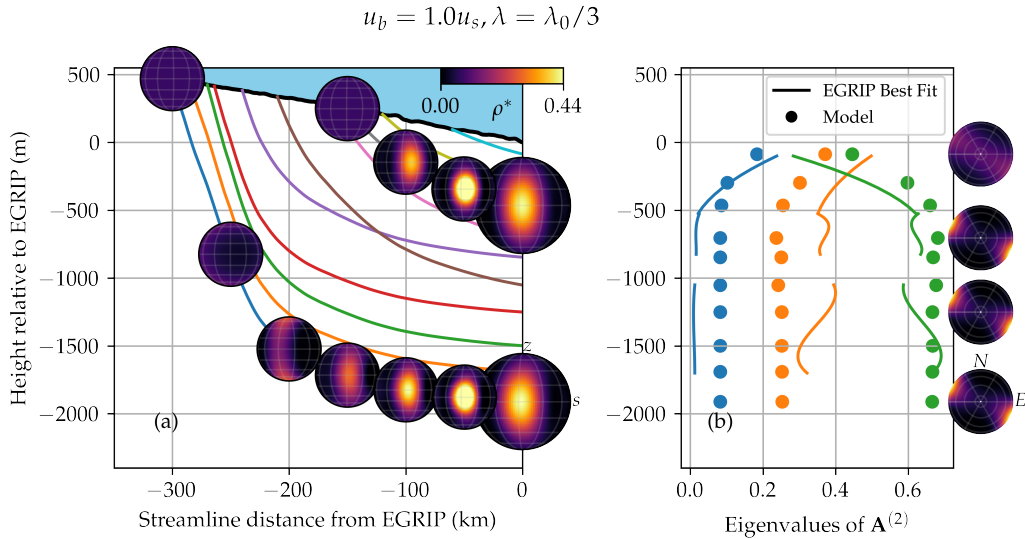 u_b = 1.0u_s, λ = λ_0/3
500
0
−500
−1000
−1500
−2000
Height relative to EGRIP (m)
−300
−200
−100
0
Streamline distance from EGRIP (km)
0.00
ρ*
0.44
z
s
(a)
500
0
−500
−1000
−1500
−2000
EGRIP Best Fit
Model
(b)
0.0
0.2
0.4
0.6
Eigenvalues of A^(2)
N
E